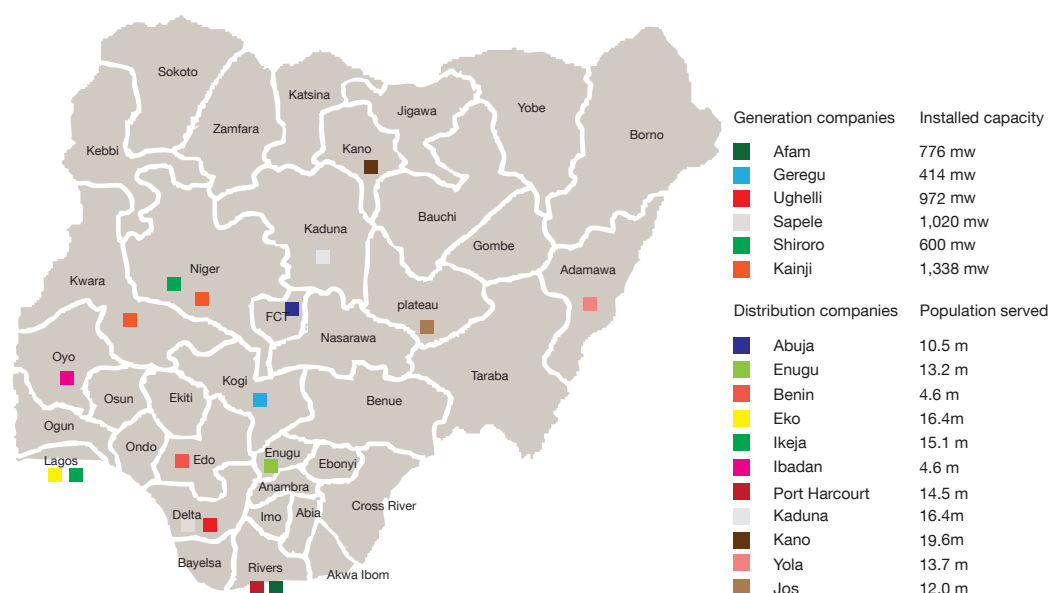 Sokoto
Katsina
Zamfara
Jigawa
Yobe
Borno
Kebbi
Kano
Kaduna
Bauchi
Gombe
Adamawa
Kwara
Niger
FCT
plateau
Nasarawa
Taraba
Oyo
Osun
Ekiti
Kogi
Benue
Ogun
Ondo
Edo
Enugu
Ebonyi
Lagos
Anambra
Cross River
Delta
Imo
Abia
Bayelsa
Rivers
Akwa Ibom
Generation companies Installed capacity
Afam 776 mw
Geregu 414 mw
Ughelli 972 mw
Sapele 1,020 mw
Shiroro 600 mw
Kainji 1,338 mw
Distribution companies Population served
Abuja 10.5 m
Enugu 13.2 m
Benin 4.6 m
Eko 16.4m
Ikeja 15.1 m
Ibadan 4.6 m
Port Harcourt 14.5 m
Kaduna 16.4m
Kano 19.6m
Yola 13.7 m
Jos 12.0 m